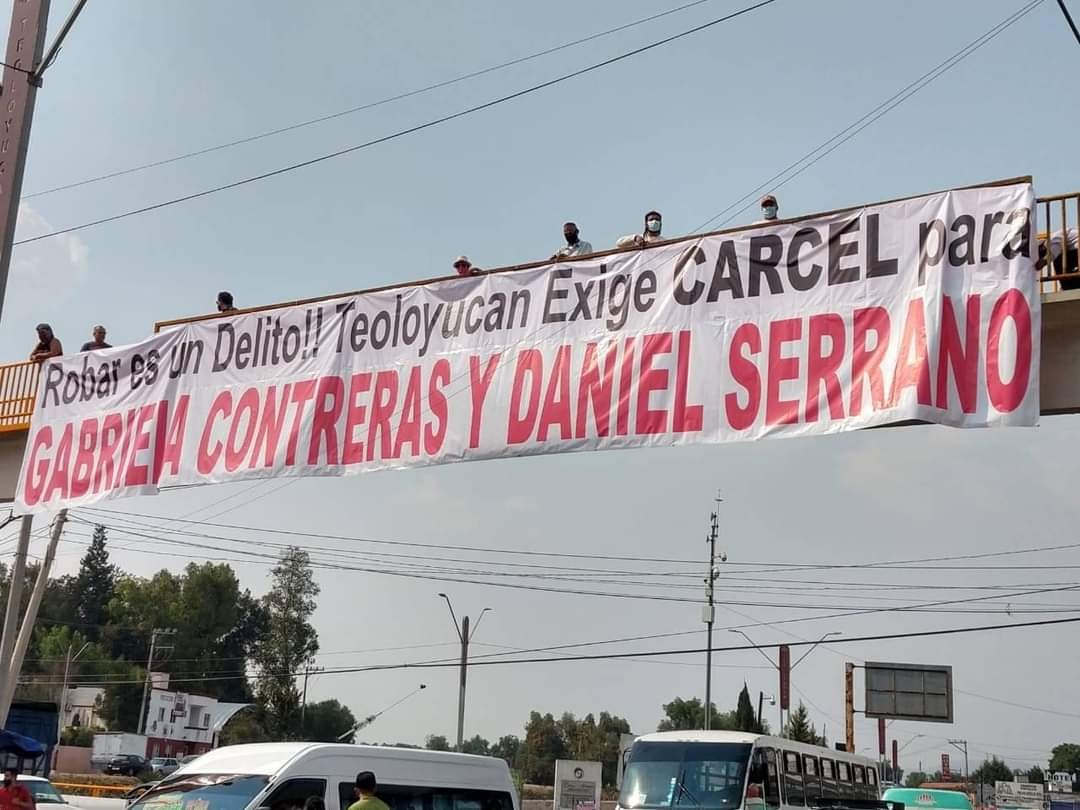 Robar es un Delito!! Teoloyucan Exige CARCEL para
GABRIELA CONTRERAS Y DANIEL SERRANO